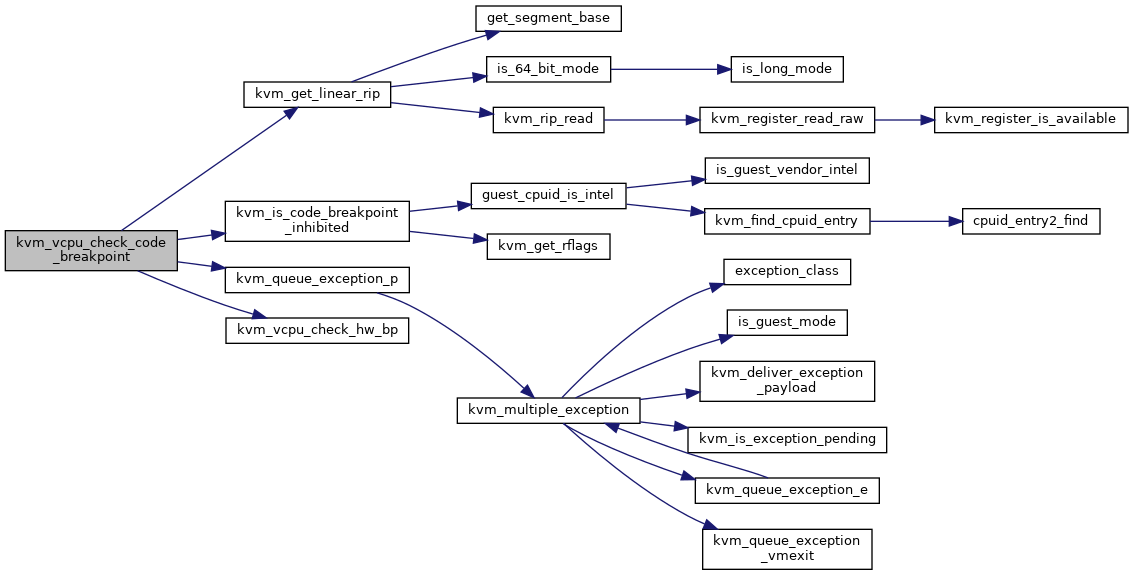 get_segment_base
is_64_bit_mode
is_long_mode
kvm_get_linear_rip
kvm_rip_read
kvm_register_read_raw
kvm_register_is_available
is_guest_vendor_intel
guest_cpuid_is_intel
kvm_is_code_breakpoint
_inhibited
kvm_find_cpuid_entry
cpuid_entry2_find
kvm_vcpu_check_code
_breakpoint
kvm_get_rflags
kvm_queue_exception_p
exception_class
kvm_vcpu_check_hw_bp
is_guest_mode
kvm_deliver_exception
_payload
kvm_multiple_exception
kvm_is_exception_pending
kvm_queue_exception_e
kvm_queue_exception
_vmexit